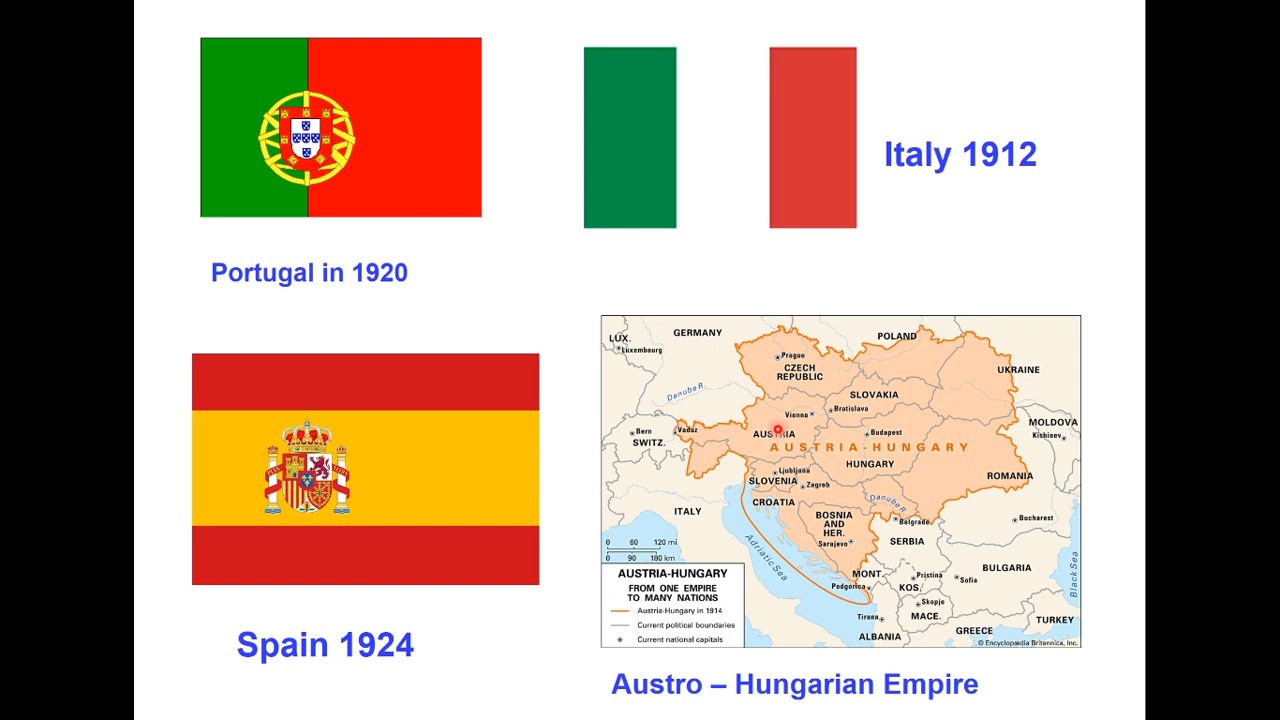 Italy 1912
Portugal in 1920
GERMANY
POLAND
LUX.
Luxembourg
Prague
CZECH
REPUBLIC
UKRAINE
Danube R.
SLOVAKIA
Vienna
Bratislava
MOLDOVA
Kishinev
Bern
SWITZ.
Vaduz
AUSTRIA
Budapest
AUSTRIA-HUNGARY
HUNGARY
Ljubljana
SLOVENIA
Zagreb
ROMANIA
CROATIA
Danube R.
ITALY
BOSNIA
AND
HER.
Sarajevo
Belgrade
Bucharest
SERBIA
Adriatic Sea
Black Sea
0 60 120 mi
0 90 180 km
MONT.
Podgorica
Pristina
KOS.
Sofia
BULGARIA
Skopje
MACE.
Tirana
ALBANIA
GREECE
TURKEY
AUSTRIA-HUNGARY
FROM ONE EMPIRE
TO MANY NATIONS
Austria-Hungary in 1914
Current political boundaries
Current national capitals
© Encyclopædia Britannica, Inc.
Spain 1924
Austro – Hungarian Empire